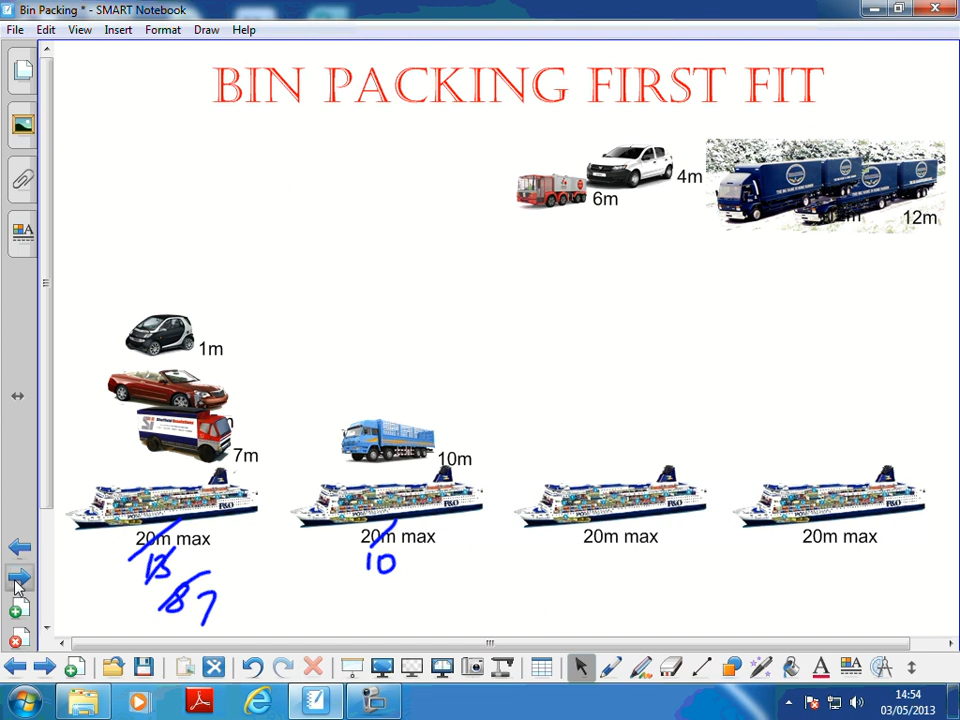 Bin Packing * - SMART Notebook
File Edit View Insert Format Draw Help
BIN PACKING FIRST FIT
4m
6m
12m
1m
7m
10m
P&O P&O P&O P&O
20m max 20m max 20m max 20m max
13 10
8 7
14:54
03/05/2013